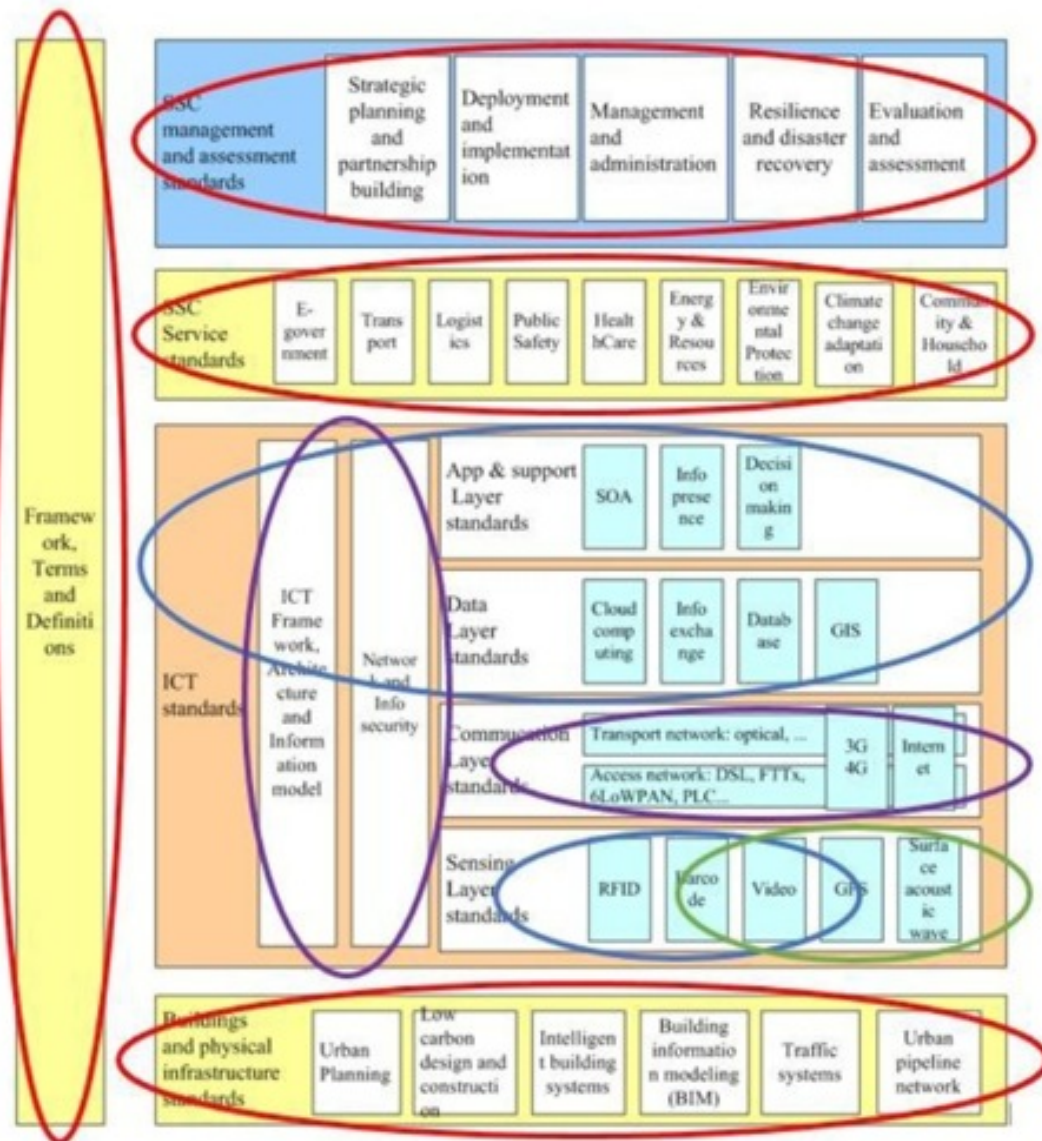 Framew
ork,
Terms
and
Definiti
ons
SSC
management
and assessment
standards
Strategic
planning
and
partnership
building
Deployment
and
implementat
ion
Management
and
administration
Resilience
and disaster
recovery
Evaluation
and
assessment
SSC
Service
standards
E-
gover
nment
Trans
port
Logist
ics
Public
Safety
Healt
hCare
Energ
y &
Resou
rces
Envir
onme
ntal
Protec
tion
Climate
change
adaptati
on
Commun
ity &
Househo
ld
ICT
standards
ICT
Frame
work,
Archite
cture
and
Inform
ation
model
Networ
k and
Info
security
App & support
Layer
standards
SOA
Info
prese
nce
Decisi
on
makin
g
Data
Layer
standards
Cloud
comp
uting
Info
excha
nge
Datab
ase
GIS
Commucation
Layer
standards
Transport network: optical, ...
Access network: DSL, FTTx,
6LoWPAN, PLC...
3G
4G
Intern
et
Sensing
Layer
standards
RFID
Barco
de
Video
GPS
Surfa
ce
acoust
ic
wave
Buildings
and physical
infrastructure
standards
Urban
Planning
Low
carbon
design and
constructi
on
Intelligen
t building
systems
Building
informatio
n modeling
(BIM)
Traffic
systems
Urban
pipeline
network